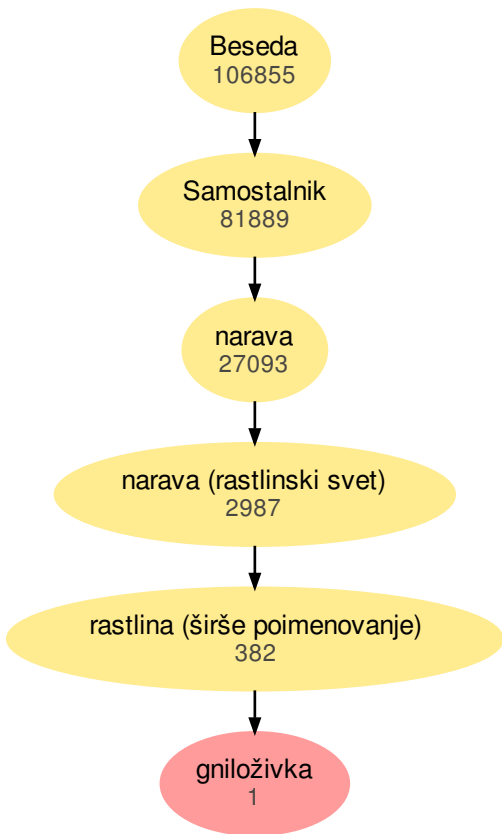 Beseda
106855
Samostalnik
81889
narava
27093
narava (rastlinski svet)
2987
rastlina (širše poimenovanje)
382
gniloživka
1